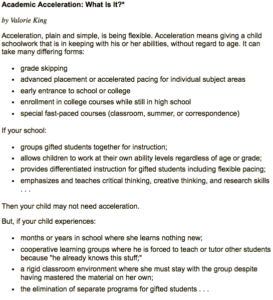 Academic Acceleration: What Is It?*
by Valorie King
Acceleration, plain and simple, is being flexible. Acceleration means giving a child
schoolwork that is in keeping with his or her abilities, without regard to age. It can
take many differing forms:
• grade skipping
• advanced placement or accelerated pacing for individual subject areas
• early entrance to school or college
• enrollment in college courses while still in high school
• special fast-paced courses (classroom, summer, or correspondence)
If your school:
• groups gifted students together for instruction;
• allows children to work at their own ability levels regardless of age or grade;
• provides differentiated instruction for gifted students including flexible pacing;
• emphasizes and teaches critical thinking, creative thinking, and research skills
. . .
Then your child may not need acceleration.
But, if your child experiences:
• months or years in school where she learns nothing new;
• cooperative learning groups where he is forced to teach or tutor other students
because "he already knows this stuff;"
• a rigid classroom environment where she must stay with the group despite
having mastered the material on her own;
• the elimination of separate programs for gifted students . . .